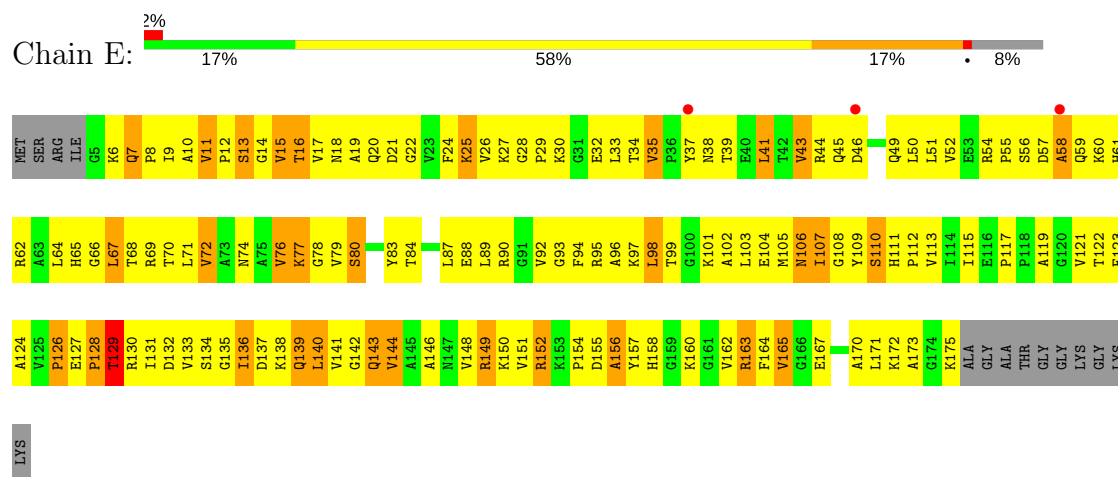 2%
Chain E:
17% 58% 17% • 8%
MET SER ARG ILE G5 K6 Q7 P8 I9 A10 V11 P12 S13 G14 V15 T16 V17 N18 A19 Q20 D21 G22 V23 F24 K25 V26 K27 G28 P29 K30 G31 E32 L33 T34 V35 P36 Y37 N38 T39 E40 L41 T42 V43 R44 Q45 D46 Q49 L50 L51 V52 E53 R54 P55 S56 D57 A58 Q59 K60 H61
R62 A63 L64 H65 G66 L67 T68 R69 T70 L71 V72 A73 N74 A75 V76 K77 G78 V79 S80 Y83 T84 L87 E88 L89 R90 G91 V92 G93 F94 R95 A96 K97 L98 T99 G100 K101 A102 L103 E104 M105 N106 I107 G108 Y109 S110 H111 P112 V113 I114 I115 E116 P117 P118 A119 G120 V121 T122 F123
A124 V125 P126 E127 P128 T129 R130 I131 D132 V133 S134 G135 I136 D137 K138 Q139 L140 V141 G142 Q143 V144 A145 A146 N147 V148 R149 K150 V151 R152 K153 P154 D155 A156 Y157 H158 G159 K160 G161 V162 R163 F164 V165 G166 E167 A170 L171 K172 A173 G174 K175 ALA GLY ALA THR GLY GLY LYS GLY LYS
LYS